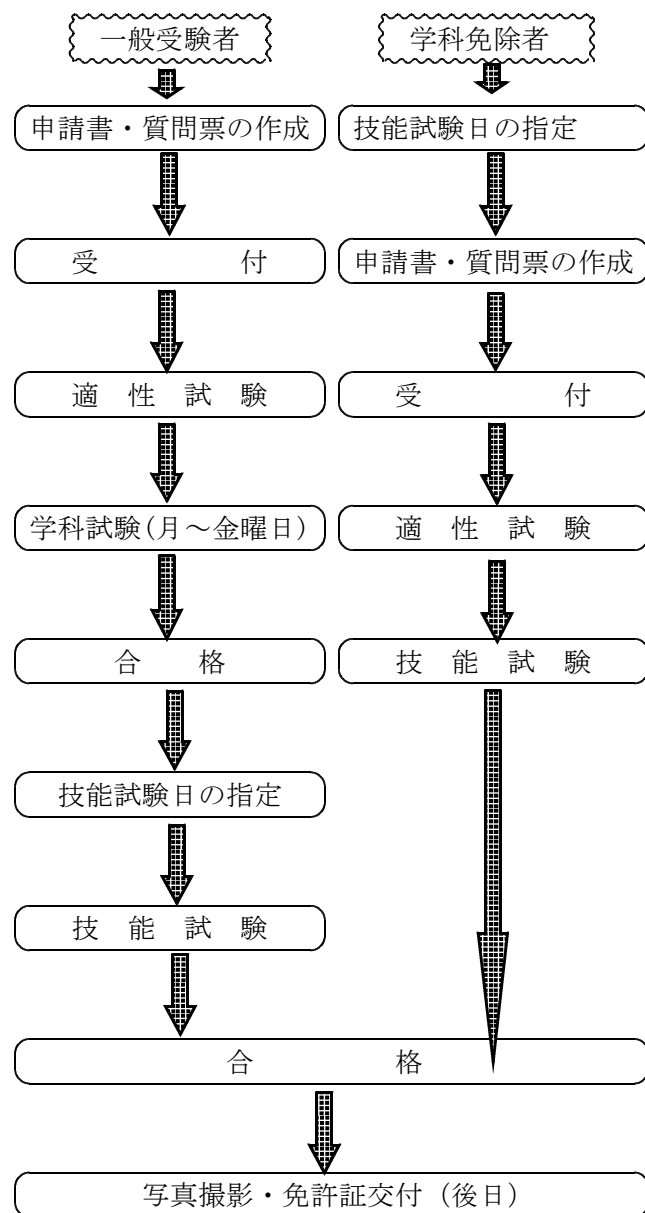 一般受験者
申請書・質問票の作成
受付
適性試験
学科試験(月～金曜日)
合格
技能試験日の指定
技能試験
学科免除者
技能試験日の指定
申請書・質問票の作成
受付
適性試験
技能試験
合格
写真撮影・免許証交付（後日）